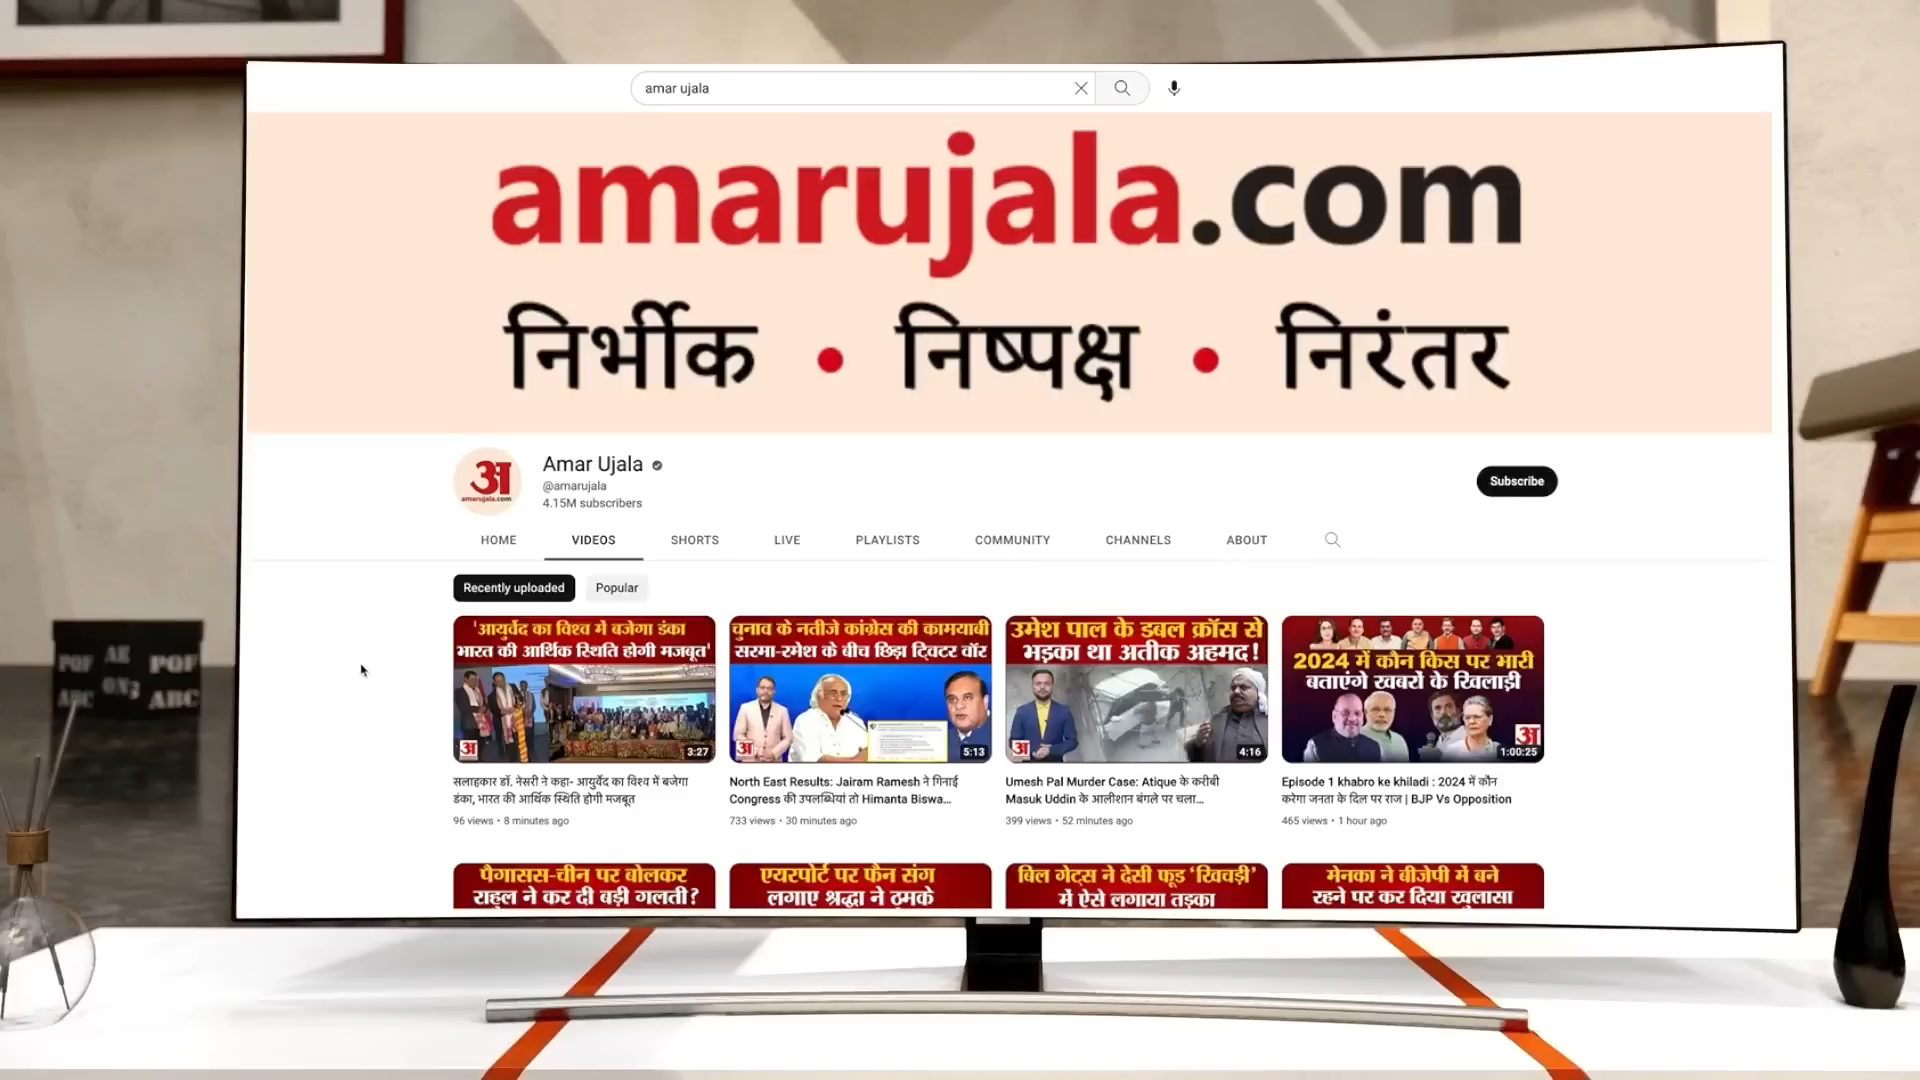 amar ujala
amarujala.com
निर्भीक • निष्पक्ष • निरंतर
अ
amarujala.com
Amar Ujala
@amarujala
4.15M subscribers
Subscribe
HOME VIDEOS SHORTS LIVE PLAYLISTS COMMUNITY CHANNELS ABOUT
Recently uploaded Popular
'आयुर्वेद का विश्व में बजेगा डंका
भारत की आर्थिक स्थिति होगी मजबूत'
अ
3:27
सलाहकार डॉ. नेसरी ने कहा- आयुर्वेद का विश्व में बजेगा
डंका, भारत की आर्थिक स्थिति होगी मजबूत
96 views • 8 minutes ago
चुनाव के नतीजे कांग्रेस की कामयाबी
सरमा-रमेश के बीच छिड़ा ट्विटर वॉर
अ
5:13
North East Results: Jairam Ramesh ने गिनाई
Congress की उपलब्धियां तो Himanta Biswa...
733 views • 30 minutes ago
उमेश पाल के डबल क्रॉस से
भड़का था अतीक अहमद!
अ
4:16
Umesh Pal Murder Case: Atique के करीबी
Masuk Uddin के आलीशान बंगले पर चला...
399 views • 52 minutes ago
2024 में कौन किस पर भारी
बताएंगे खबरों के खिलाड़ी
अ
1:00:25
Episode 1 khabro ke khiladi : 2024 में कौन
करेगा जनता के दिल पर राज | BJP Vs Opposition
465 views • 1 hour ago
पैगासस-चीन पर बोलकर
राहुल ने कर दी बड़ी गलती?
एयरपोर्ट पर फैन संग
लगाए श्रद्धा ने ठुमके
बिल गेट्स ने देसी फूड 'खिचड़ी'
में ऐसे लगाया तड़का
मेनका ने बीजेपी में बने
रहने पर कर दिया खुलासा